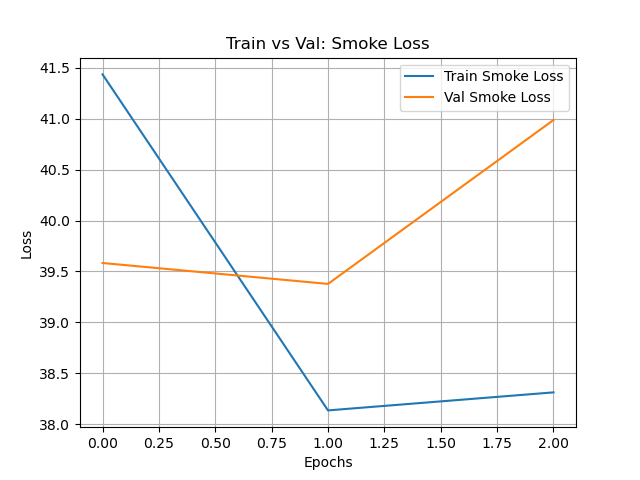 Train vs Val: Smoke Loss
Train Smoke Loss
Val Smoke Loss
41.5
41.0
40.5
40.0
39.5
39.0
38.5
38.0
Loss
0.00 0.25 0.50 0.75 1.00 1.25 1.50 1.75 2.00
Epochs